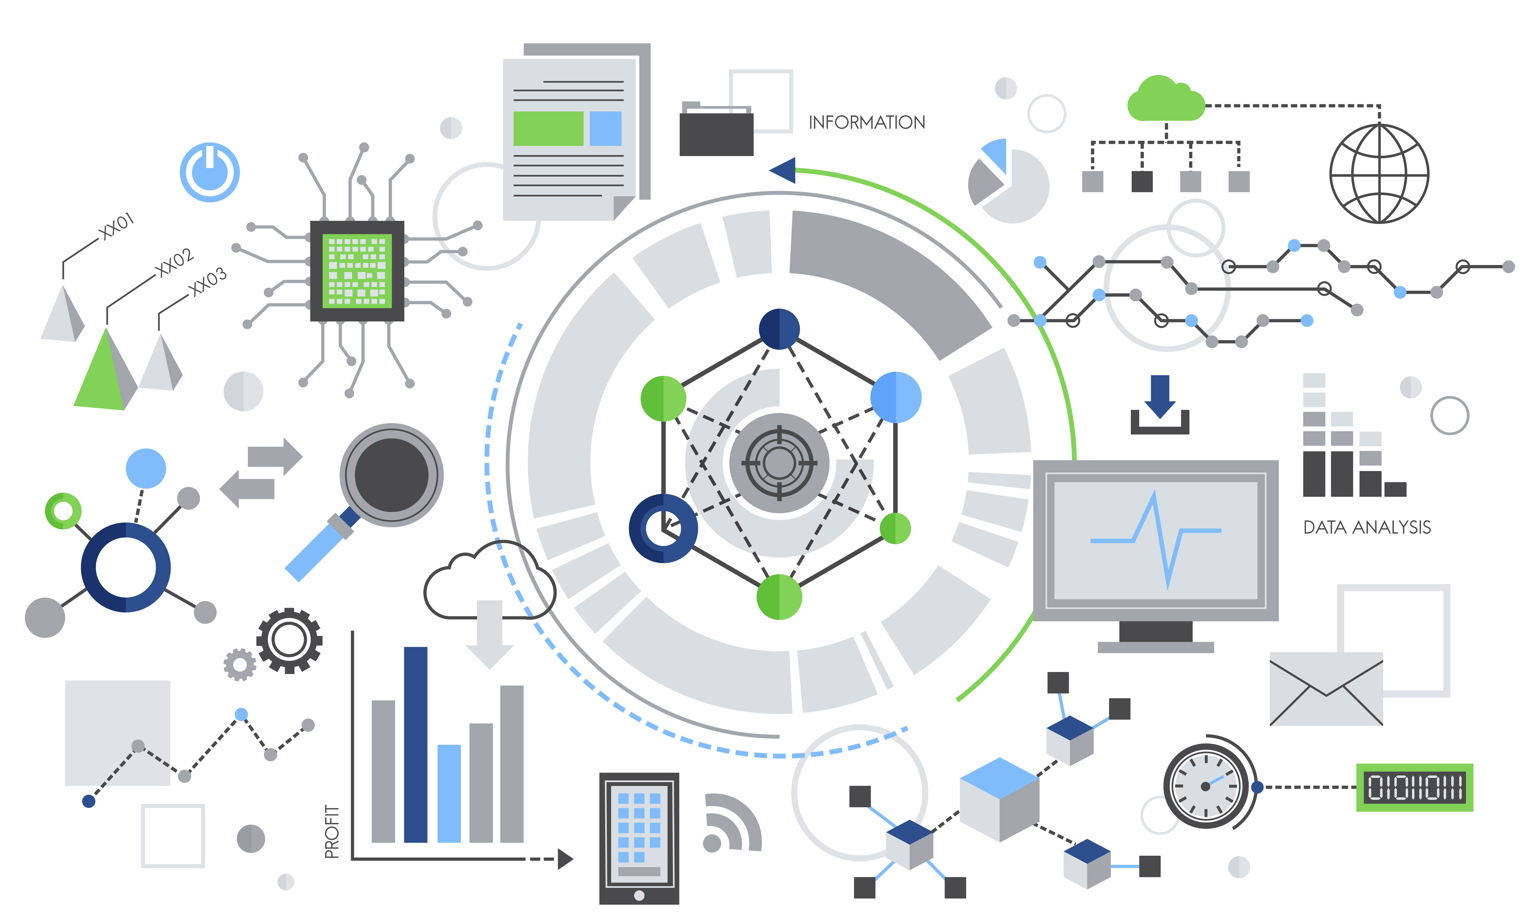 INFORMATION
XX01
XX02
XX03
DATA ANALYSIS
PROFIT
01011011